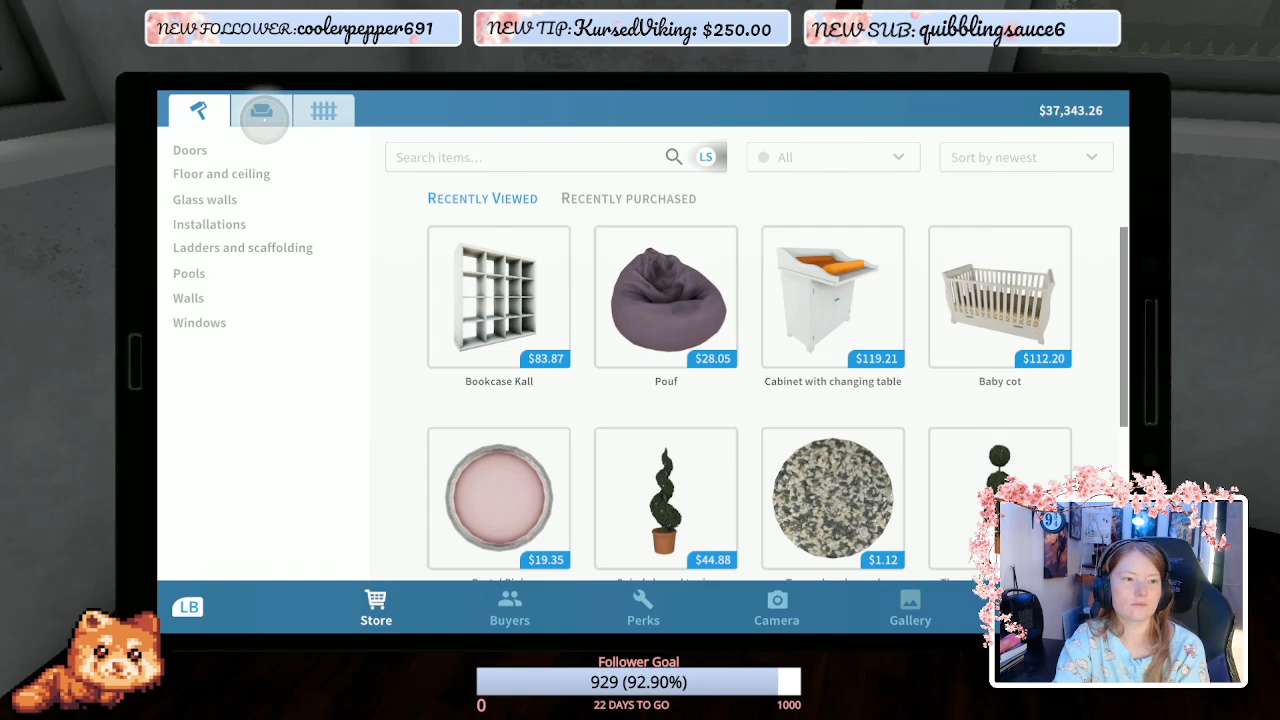 NEW FOLLOWER: coolerpepper691
NEW TIP: KursedViking: $250.00
NEW SUB: quibblingsauce6
$37,343.26
Doors
Floor and ceiling
Glass walls
Installations
Ladders and scaffolding
Pools
Walls
Windows
Search items...
LS
All
Sort by newest
RECENTLY VIEWED
RECENTLY PURCHASED
$83.87
$28.05
$119.21
$112.20
Bookcase Kall
Pouf
Cabinet with changing table
Baby cot
$19.35
$44.88
$1.12
LB
Store
Buyers
Perks
Camera
Gallery
Follower Goal
929 (92.90%)
0
22 DAYS TO GO
1000